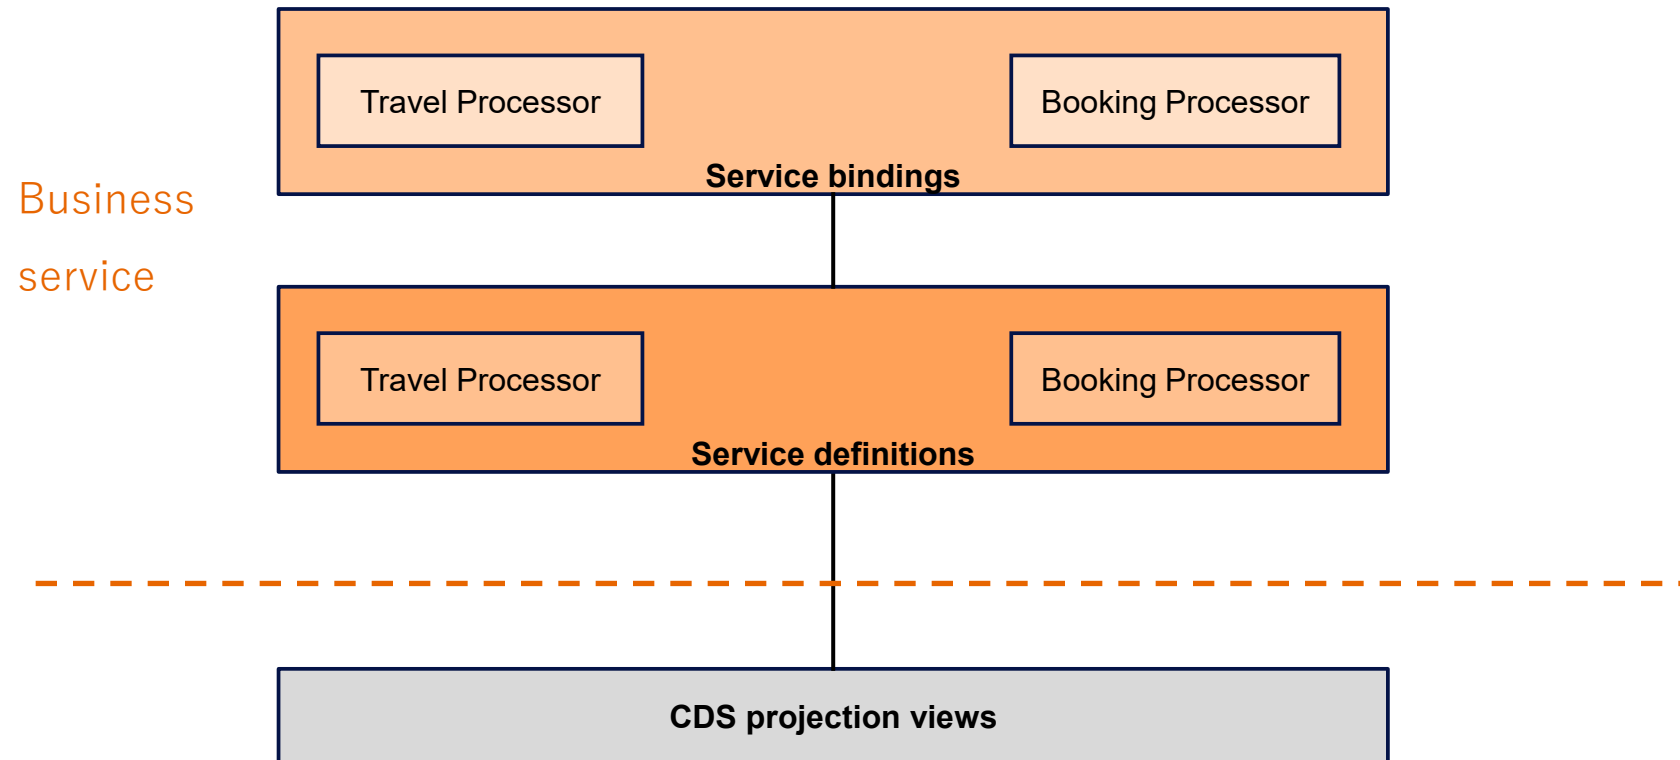 Travel Processor
Booking Processor
Service bindings
Business
service
Travel Processor
Booking Processor
Service definitions
CDS projection views